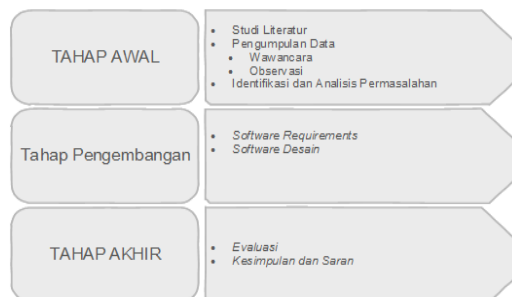 TAHAP AWAL
• Studi Literatur
• Pengumpulan Data
• Wawancara
• Observasi
• Identifikasi dan Analisis Permasalahan
Tahap Pengembangan
• Software Requirements
• Software Desain
TAHAP AKHIR
• Evaluasi
• Kesimpulan dan Saran